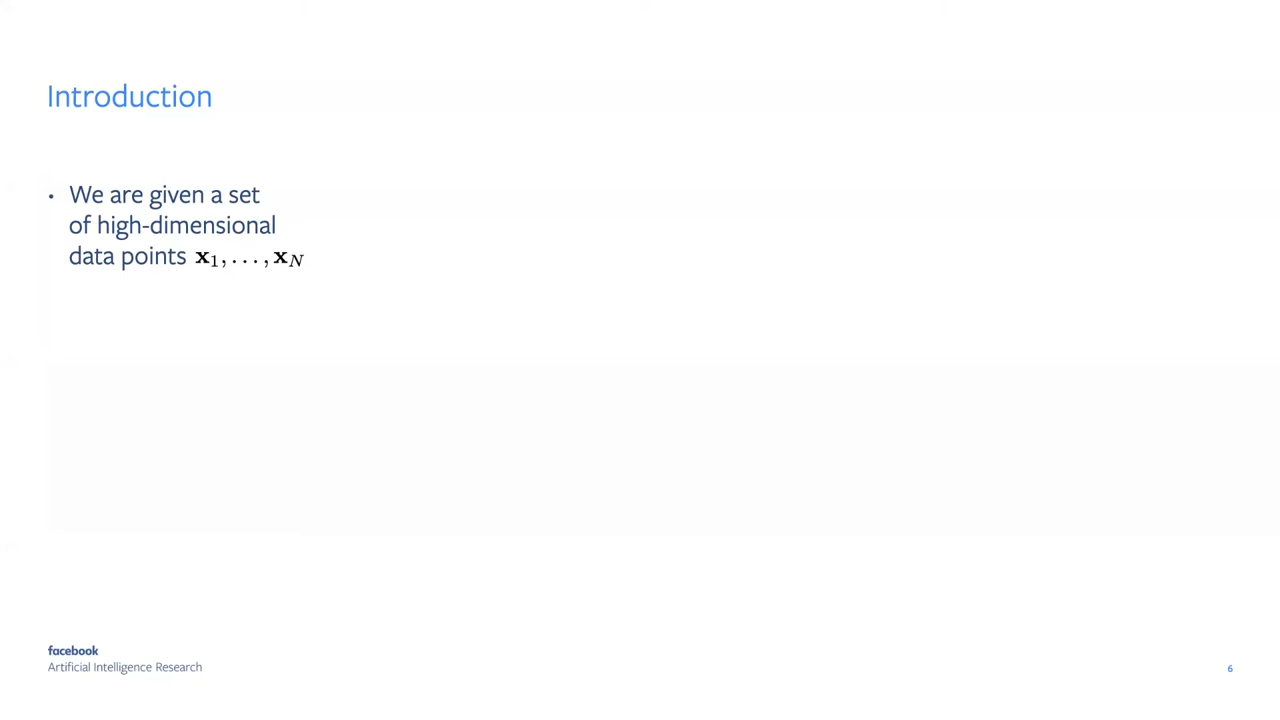 Introduction
• We are given a set
of high-dimensional
data points x₁, . . . , x_N
facebook
Artificial Intelligence Research
6